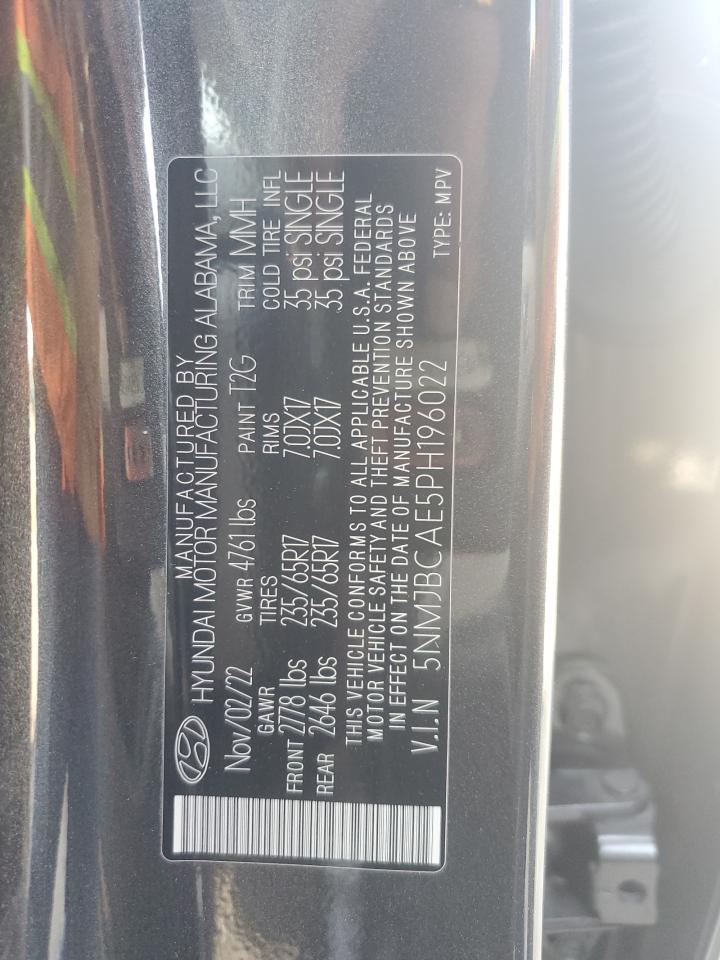 MANUFACTURED BY
HYUNDAI MOTOR MANUFACTURING ALABAMA, LLC
Nov/02/22 GVWR 4761 lbs PAINT T2G TRIM MMH
GAWR TIRES RIMS COLD TIRE INFL
FRONT 2778 lbs 235/65R17 7.0JX17 35 psi SINGLE
REAR 2646 lbs 235/65R17 7.0JX17 35 psi SINGLE
THIS VEHICLE CONFORMS TO ALL APPLICABLE U.S.A. FEDERAL
MOTOR VEHICLE SAFETY AND THEFT PREVENTION STANDARDS
IN EFFECT ON THE DATE OF MANUFACTURE SHOWN ABOVE
V.I.N 5NMJBCAE5PH196022 TYPE: MPV